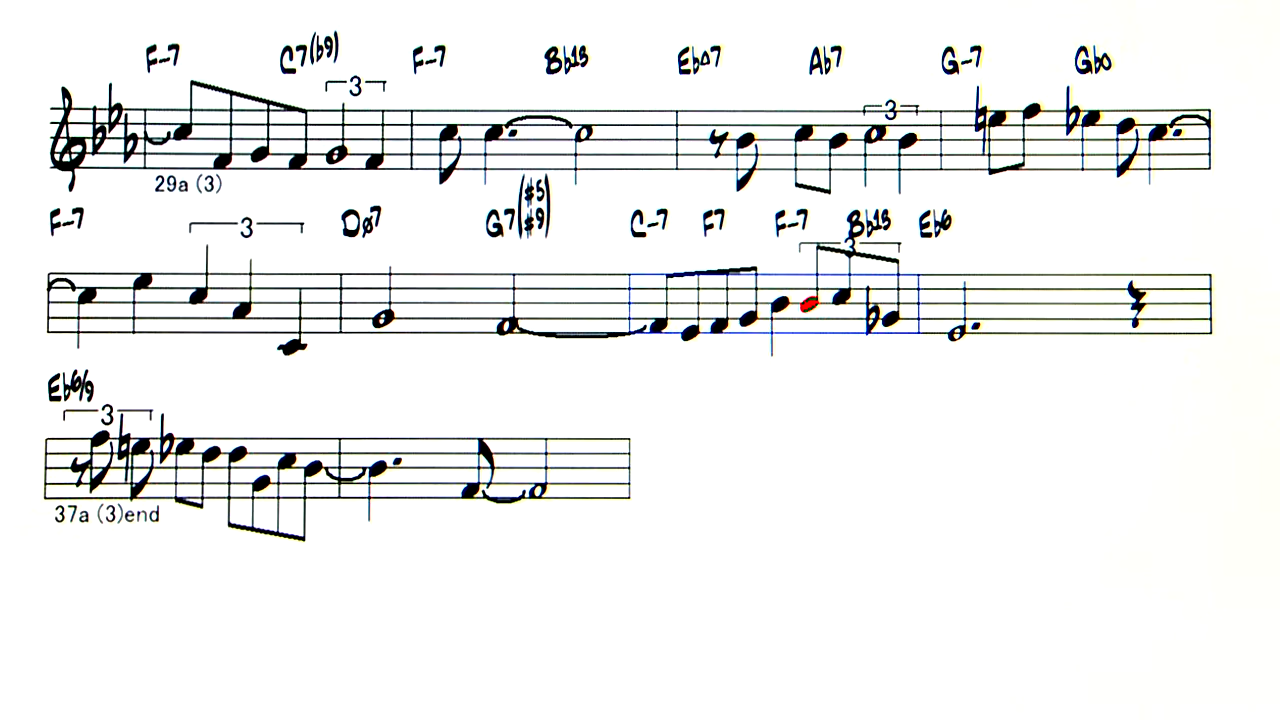 F-7 C7(b9) F-7 Bb13 EbΔ7 Ab7 G-7 Gbo
3 3
29a (3)
F-7 3 Dø7 G7(#5 #9) C-7 F7 F-7 Bb13 Eb6
3
Eb6/9
3
37a (3)end